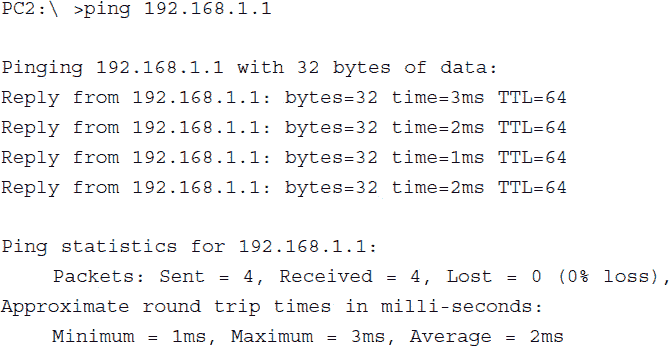 PC2:\ >ping 192.168.1.1
Pinging 192.168.1.1 with 32 bytes of data:
Reply from 192.168.1.1: bytes=32 time=3ms TTL=64
Reply from 192.168.1.1: bytes=32 time=2ms TTL=64
Reply from 192.168.1.1: bytes=32 time=1ms TTL=64
Reply from 192.168.1.1: bytes=32 time=2ms TTL=64
Ping statistics for 192.168.1.1:
Packets: Sent = 4, Received = 4, Lost = 0 (0% loss),
Approximate round trip times in milli-seconds:
Minimum = 1ms, Maximum = 3ms, Average = 2ms